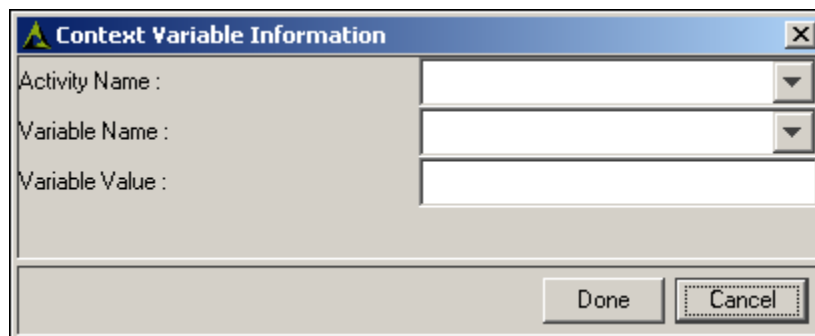 Context Variable Information
Activity Name :
Variable Name :
Variable Value :
Done Cancel